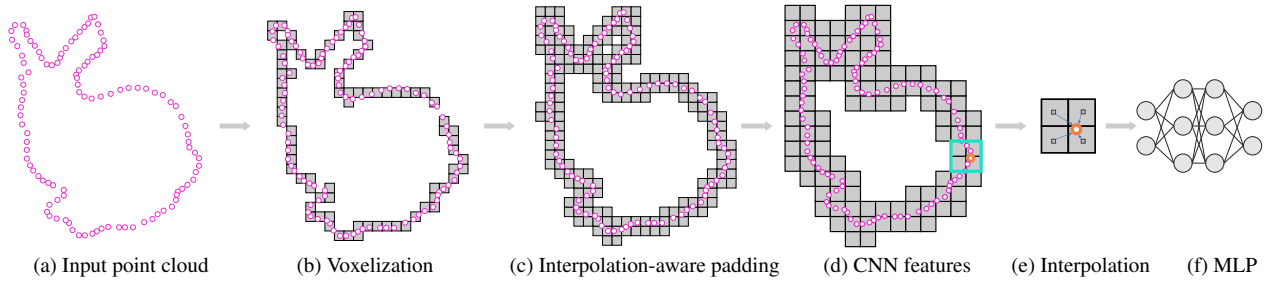 (a) Input point cloud
(b) Voxelization
(c) Interpolation-aware padding
(d) CNN features
(e) Interpolation
(f) MLP